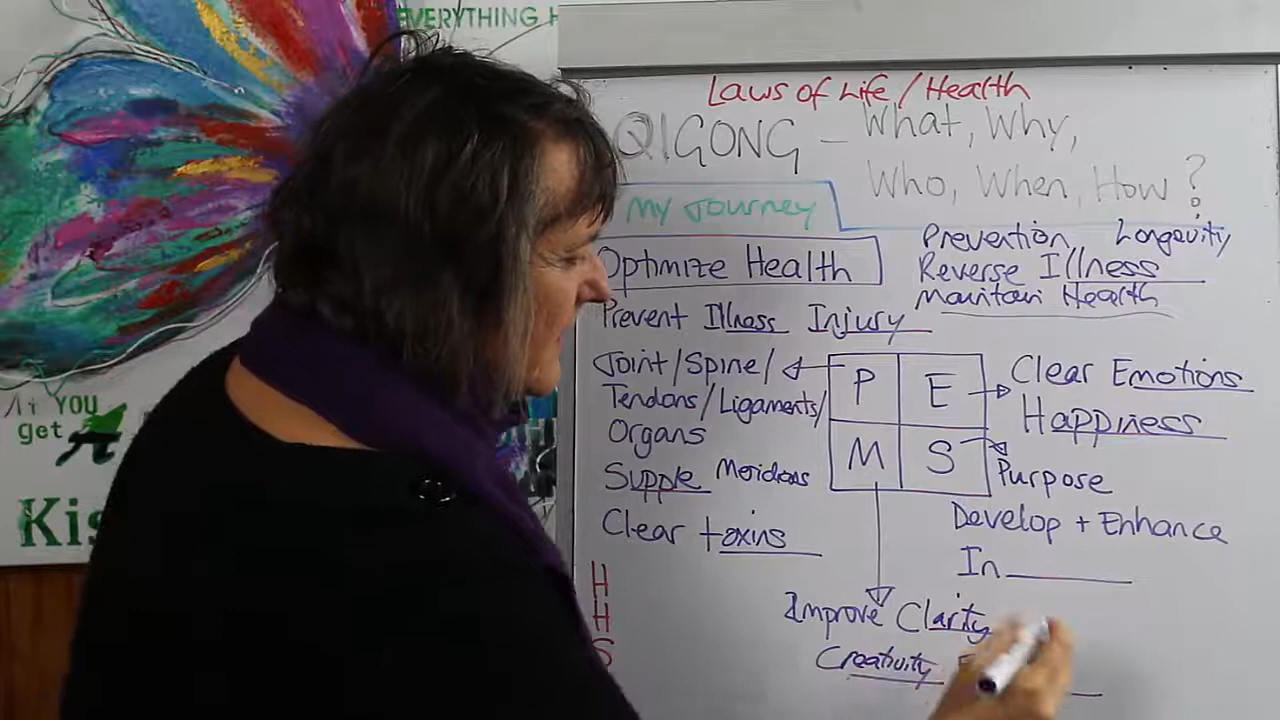 EVERYTHING H
Laws of Life / Health
QIGONG – What, Why,
Who, When, How?
My Journey
Optimize Health
Prevention, Longevity
Reverse Illness
Maintain Health
Prevent Illness Injury
Joint/Spine/
Tendons/Ligaments/
Organs
Supple Meridians
Clear toxins
P E
M S
Clear Emotions
Happiness
Purpose
Develop + Enhance
In
Improve Clarity
Creativity
H
H
S
YOU
get
Kis